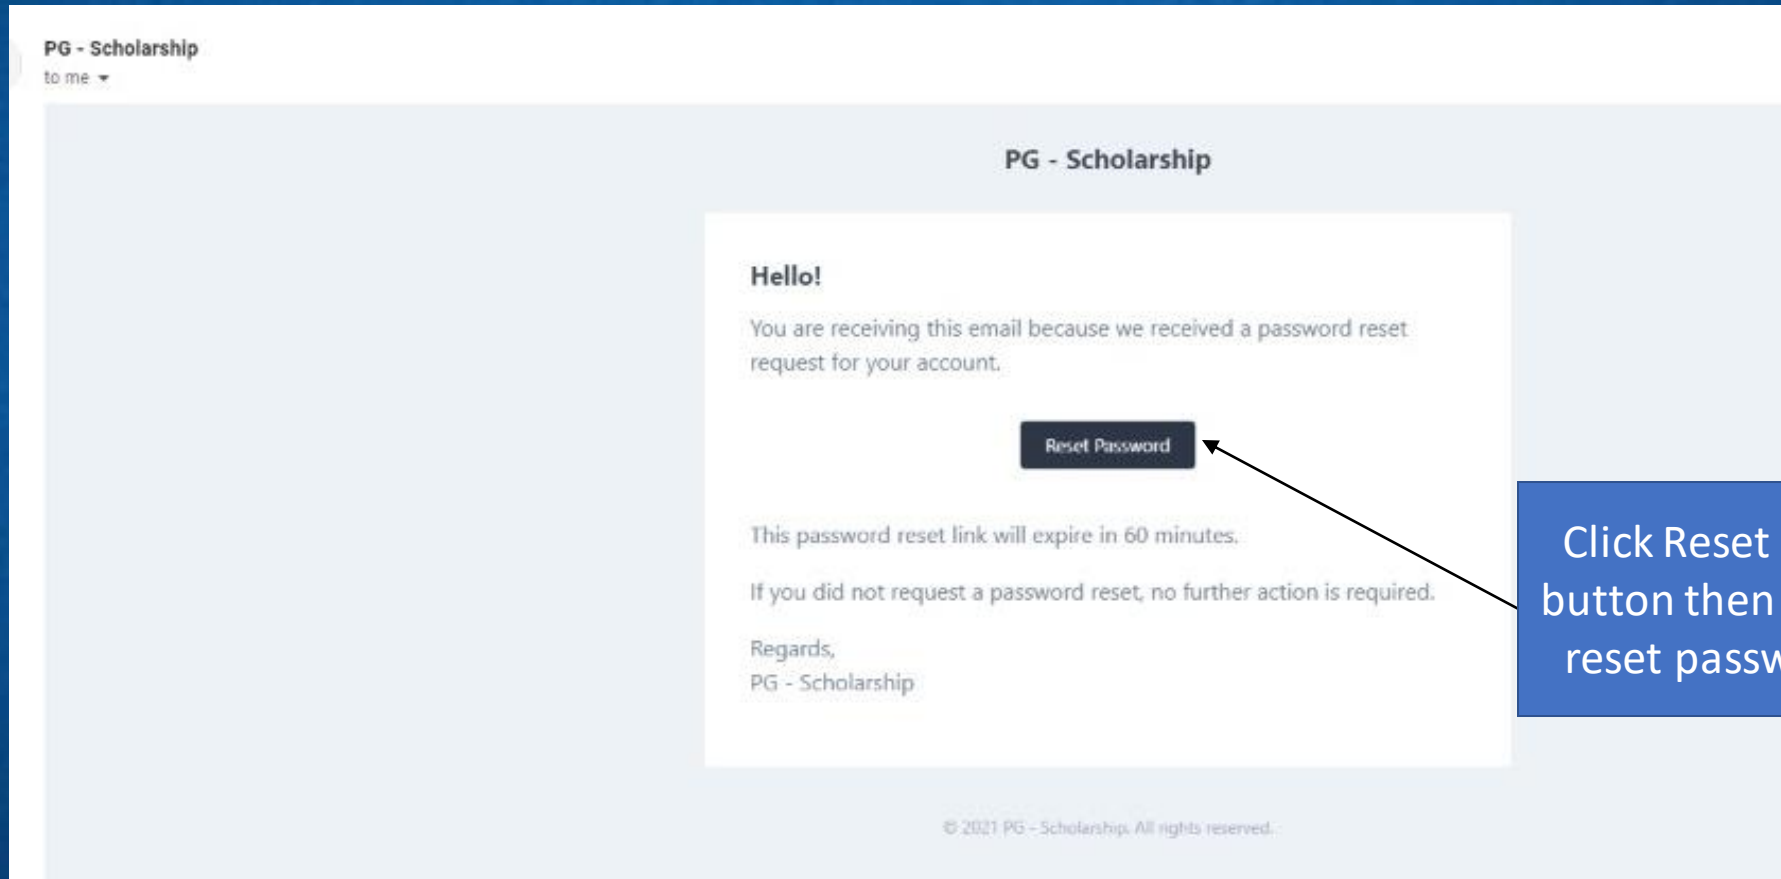 PG - Scholarship
to me
PG - Scholarship
Hello!
You are receiving this email because we received a password reset
request for your account.
Reset Password
This password reset link will expire in 60 minutes.
If you did not request a password reset, no further action is required.
Regards,
PG - Scholarship
Click Reset
button then
reset passw
© 2021 PG - Scholarship. All rights reserved.